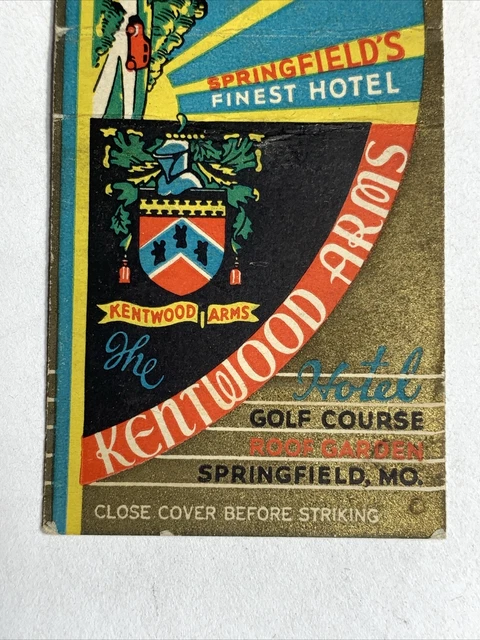 SPRINGFIELD'S
FINEST HOTEL
KENTWOOD ARMS
The
KENTWOOD ARMS
Hotel
GOLF COURSE
ROOF GARDEN
SPRINGFIELD, MO.
CLOSE COVER BEFORE STRIKING
©